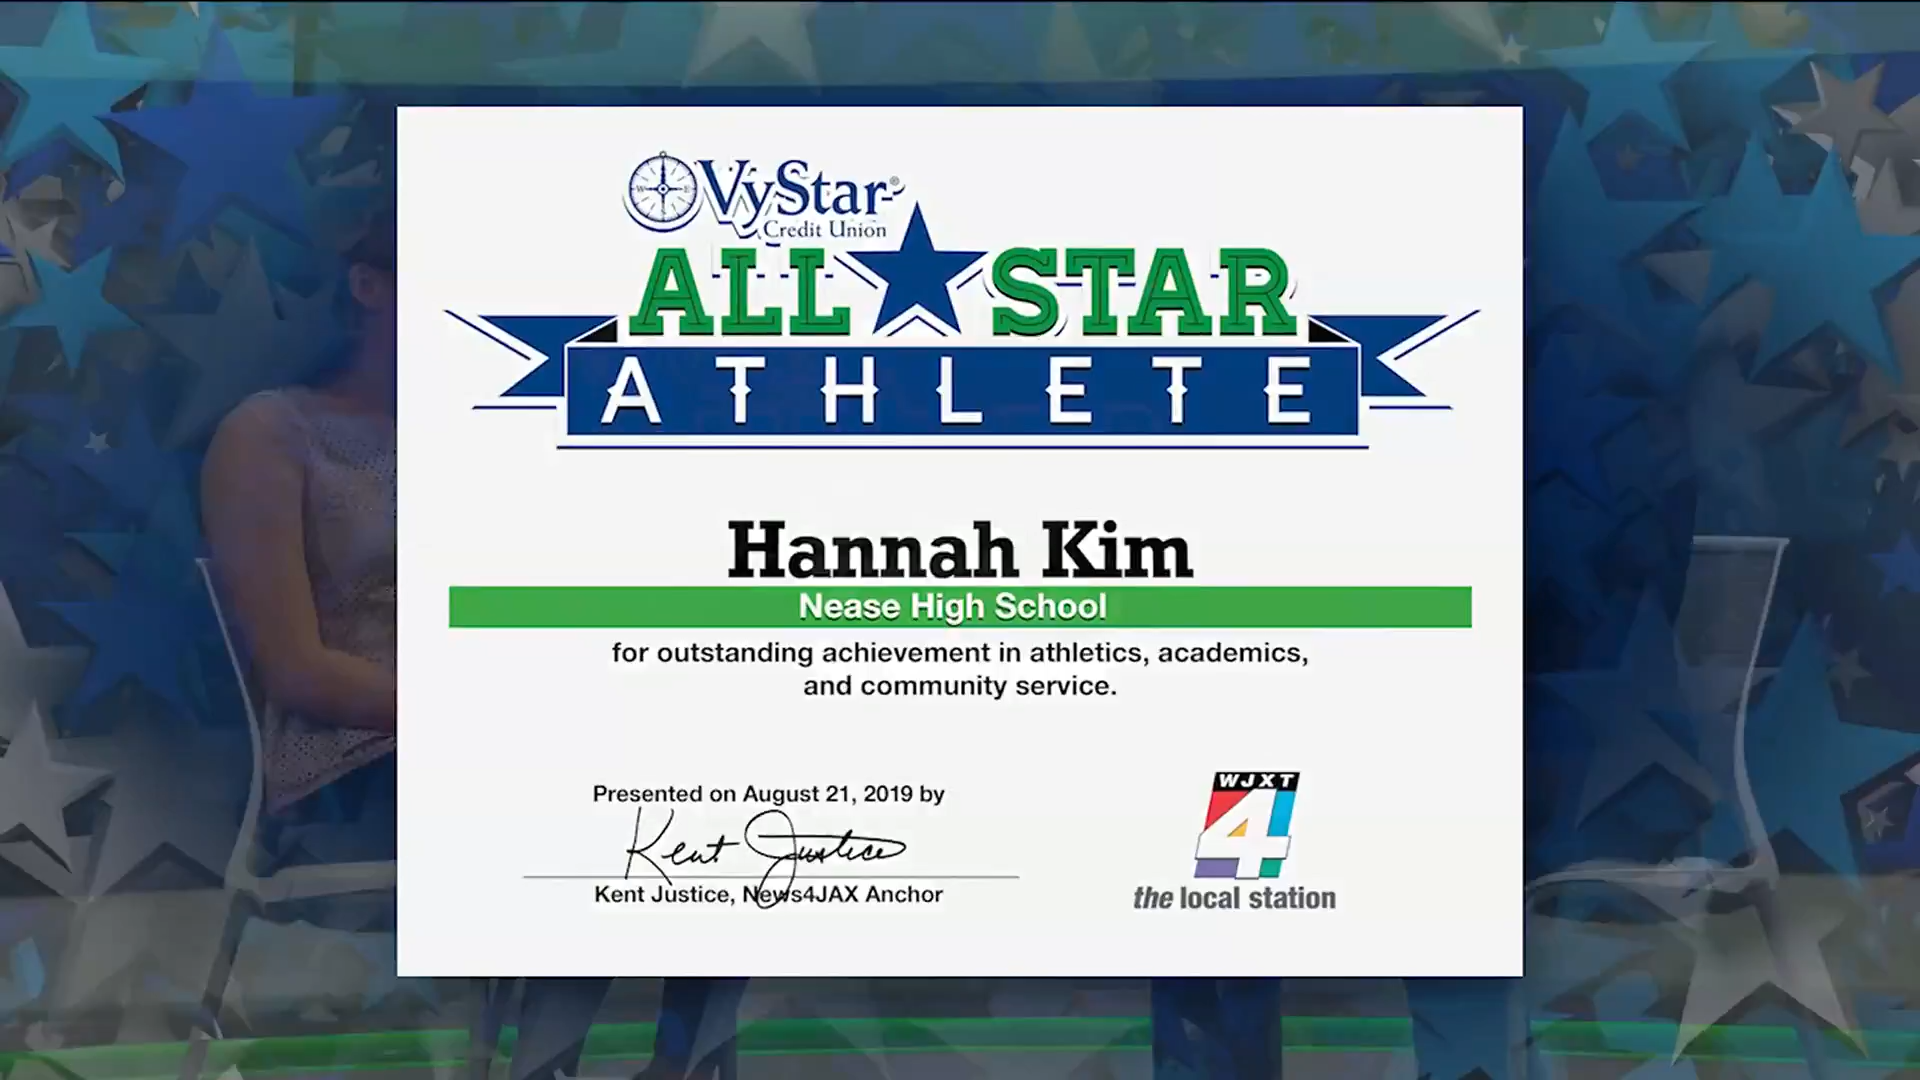 VyStar®
Credit Union
ALL STAR
ATHLETE
Hannah Kim
Nease High School
for outstanding achievement in athletics, academics,
and community service.
Presented on August 21, 2019 by
Kent Justice
Kent Justice, News4JAX Anchor
WJXT
4
the local station